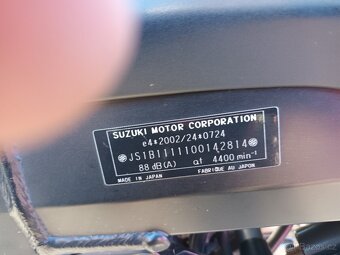 SUZUKI MOTOR CORPORATION
e4*2002/24*0724
JS1B1111100142814
88 dB(A) at 4400 min⁻¹
MADE IN JAPAN FABRIQUÉ AU JAPON